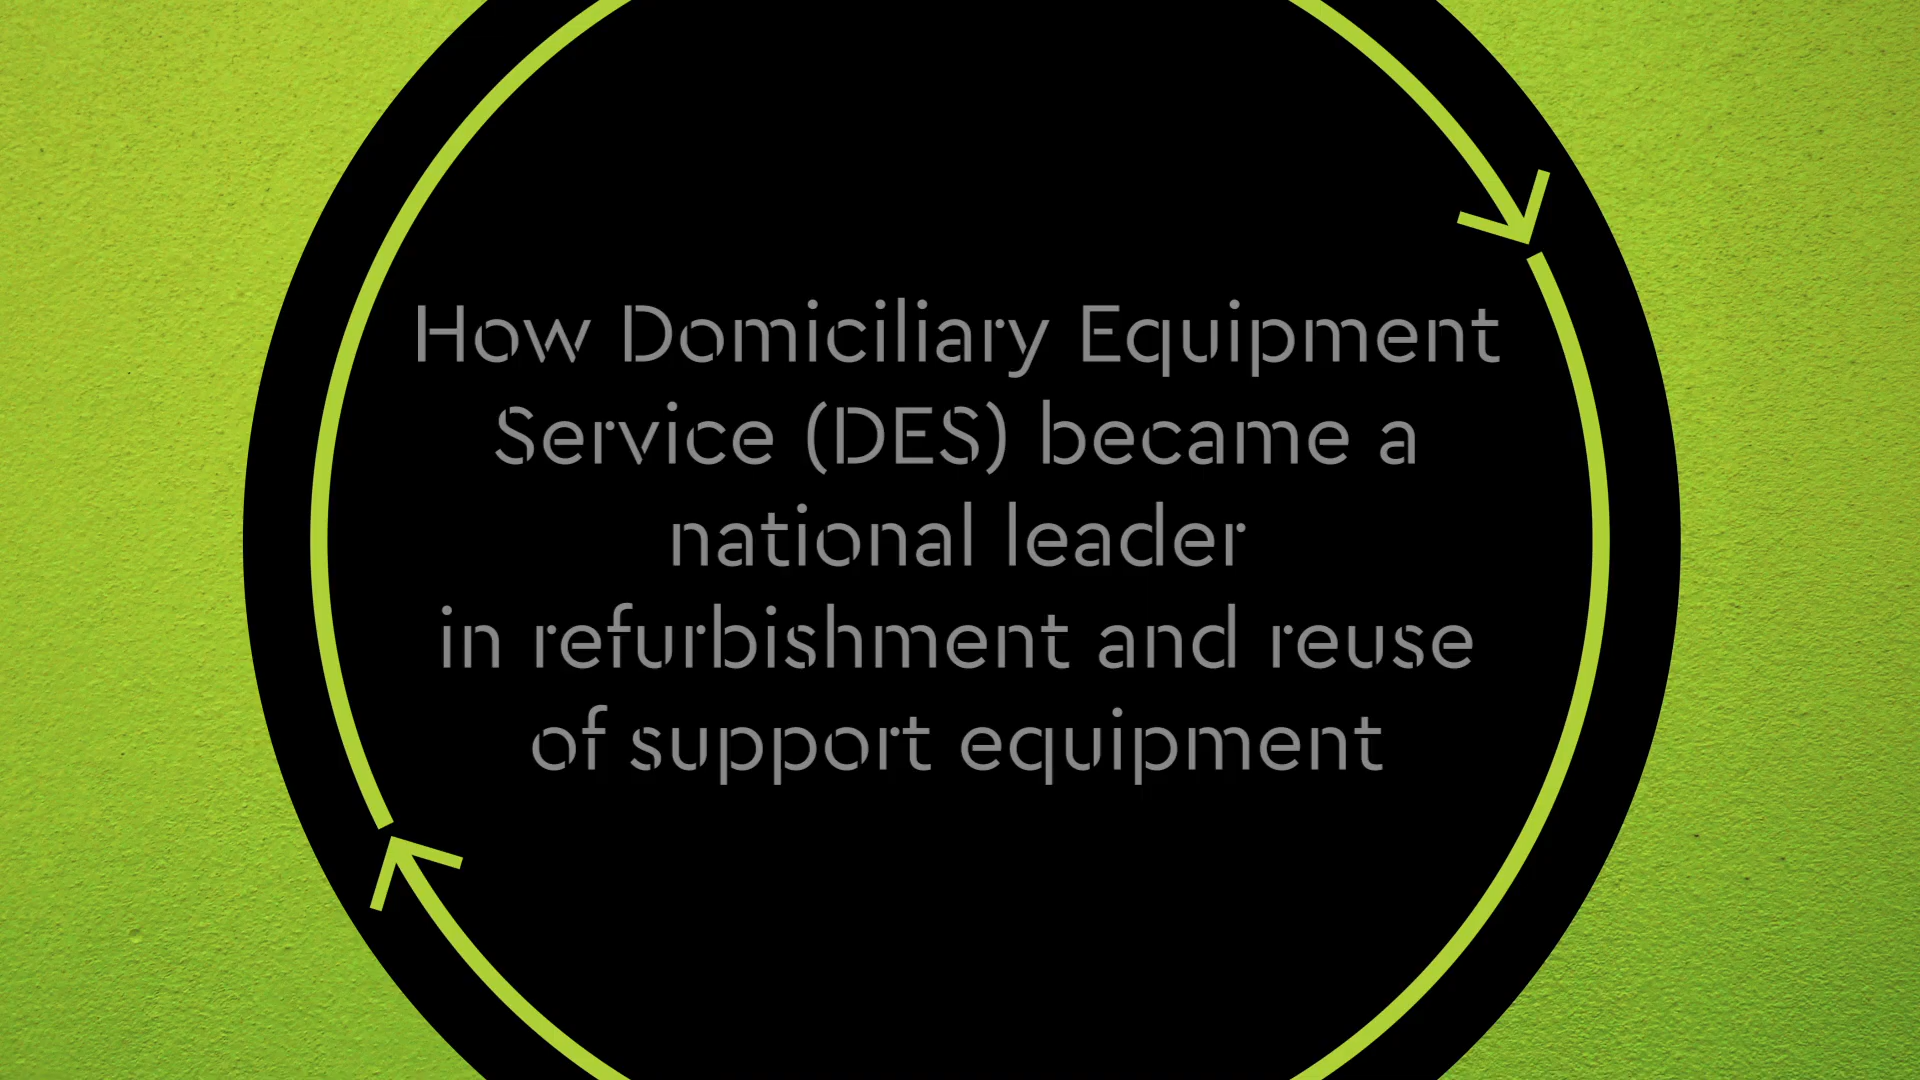 How Domiciliary Equipment
Service (DES) became a
national leader
in refurbishment and reuse
of support equipment